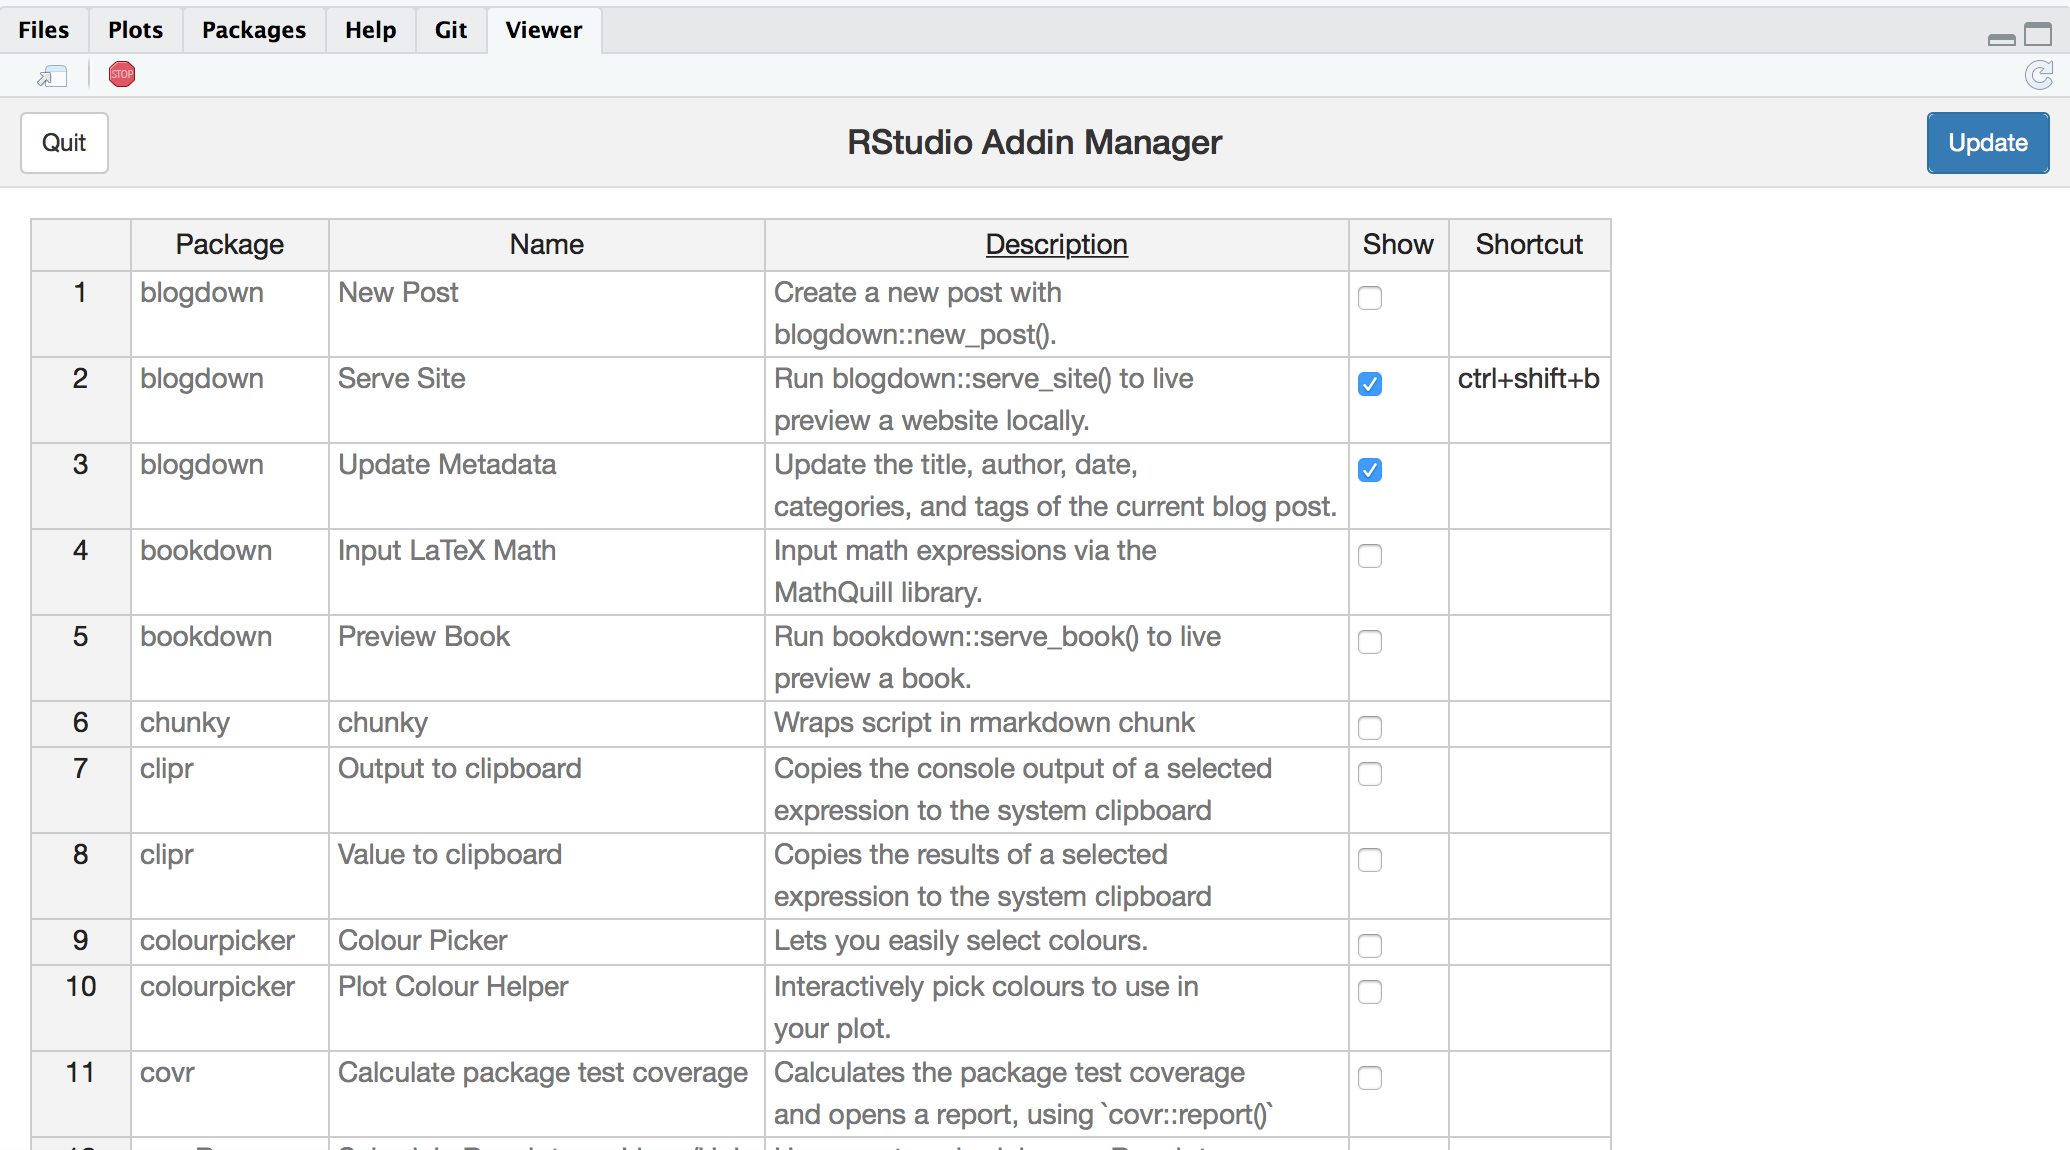 Files Plots Packages Help Git Viewer
STOP
Quit RStudio Addin Manager Update
Package Name Description Show Shortcut
1 blogdown New Post Create a new post with
blogdown::new_post().
2 blogdown Serve Site Run blogdown::serve_site() to live ctrl+shift+b
preview a website locally.
3 blogdown Update Metadata Update the title, author, date,
categories, and tags of the current blog post.
4 bookdown Input LaTeX Math Input math expressions via the
MathQuill library.
5 bookdown Preview Book Run bookdown::serve_book() to live
preview a book.
6 chunky chunky Wraps script in rmarkdown chunk
7 clipr Output to clipboard Copies the console output of a selected
expression to the system clipboard
8 clipr Value to clipboard Copies the results of a selected
expression to the system clipboard
9 colourpicker Colour Picker Lets you easily select colours.
10 colourpicker Plot Colour Helper Interactively pick colours to use in
your plot.
11 covr Calculate package test coverage Calculates the package test coverage
and opens a report, using `covr::report()`